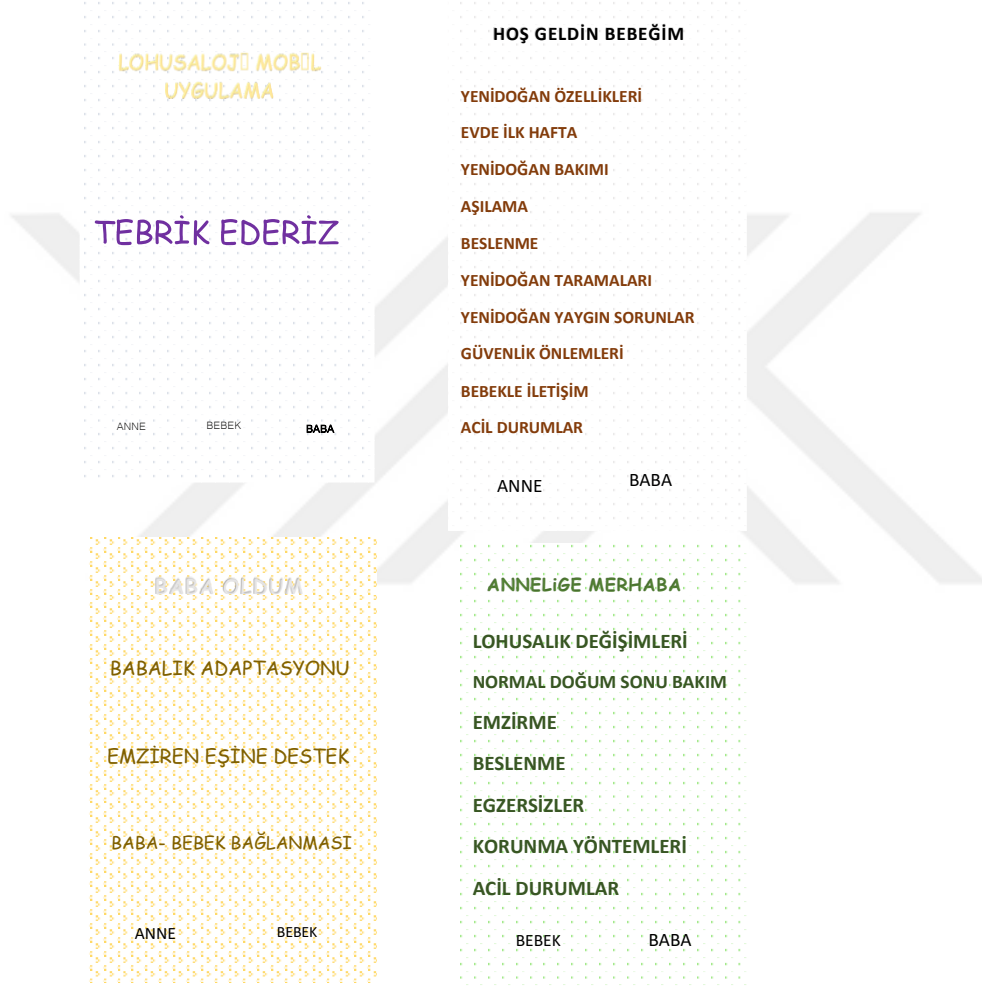 LOHUSALOJİ MOBİL
UYGULAMA
TEBRİK EDERİZ
ANNE
BEBEK
BABA
HOŞ GELDİN BEBEĞİM
YENİDOĞAN ÖZELLİKLERİ
EVDE İLK HAFTA
YENİDOĞAN BAKIMI
AŞILAMA
BESLENME
YENİDOĞAN TARAMALARI
YENİDOĞAN YAYGIN SORUNLAR
GÜVENLİK ÖNLEMLERİ
BEBEKLE İLETİŞİM
ACİL DURUMLAR
ANNE
BABA
BABA OLDUM
BABALIK ADAPTASYONU
EMZİREN EŞİNE DESTEK
BABA- BEBEK BAĞLANMASI
ANNE
BEBEK
ANNELiGE MERHABA
LOHUSALIK DEĞİŞİMLERİ
NORMAL DOĞUM SONU BAKIM
EMZİRME
BESLENME
EGZERSİZLER
KORUNMA YÖNTEMLERİ
ACİL DURUMLAR
BEBEK
BABA